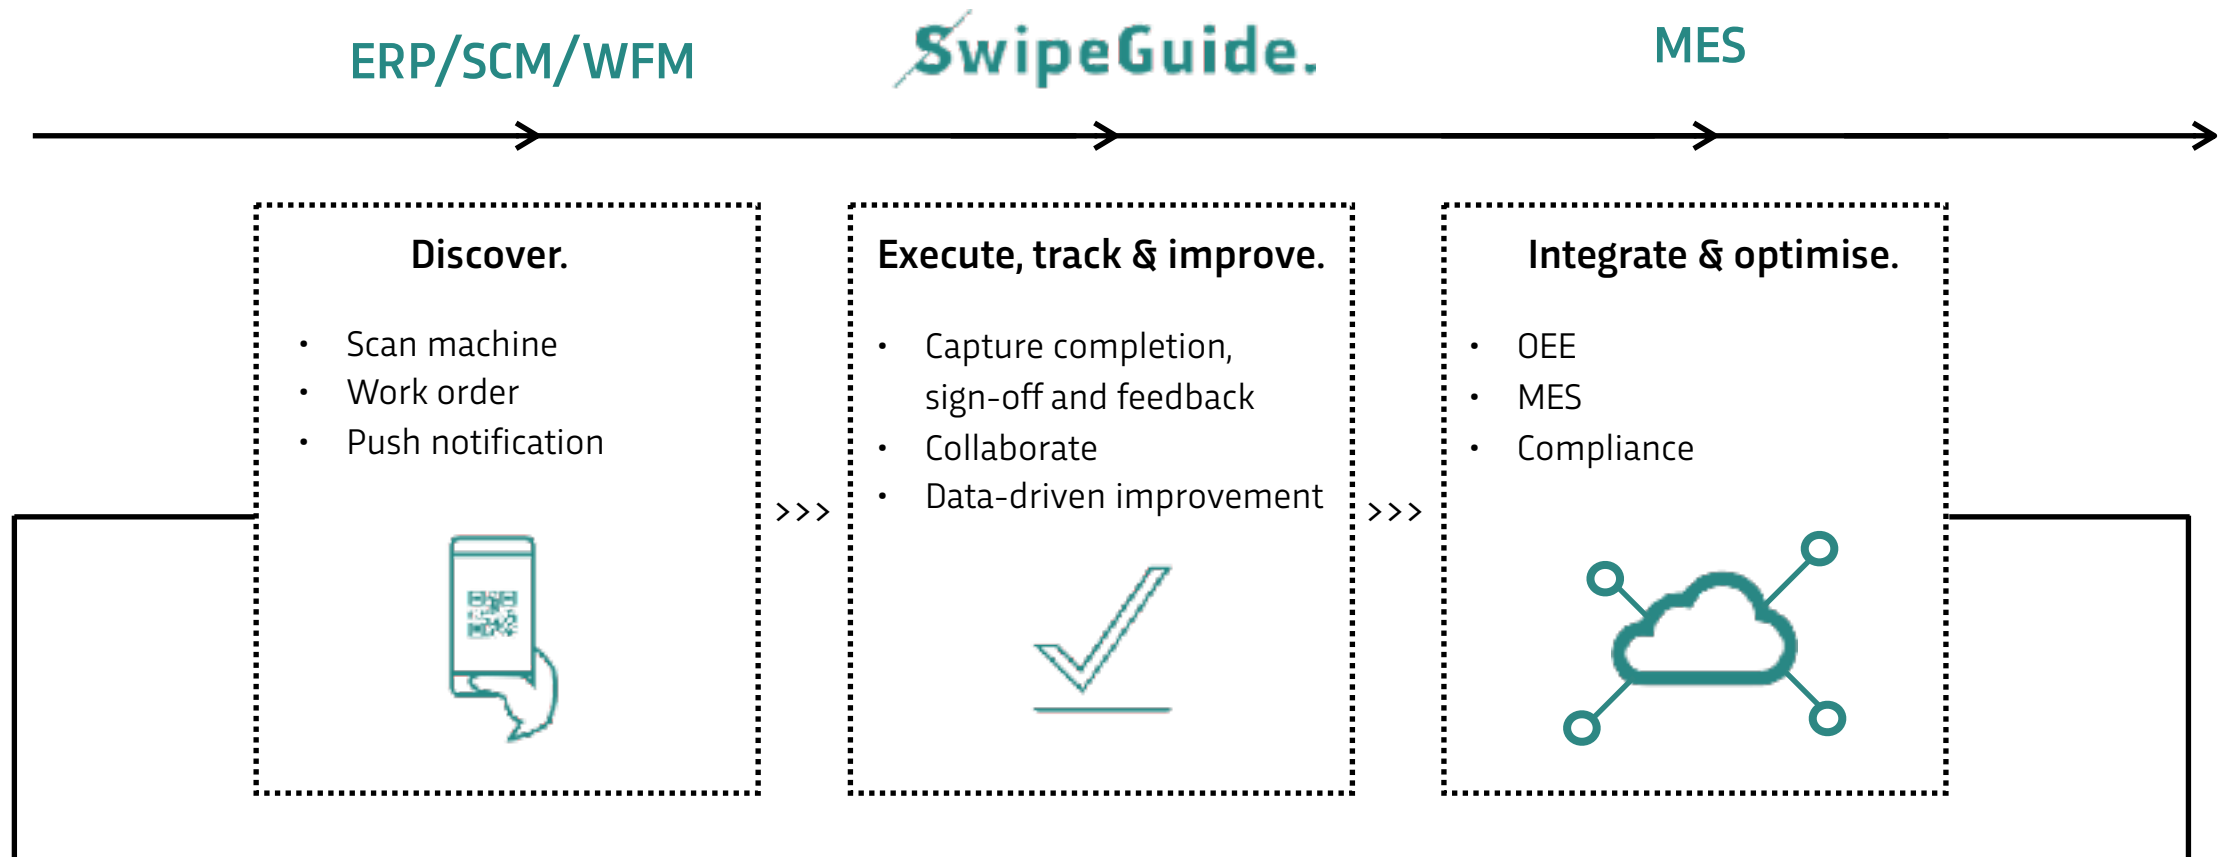 ERP/SCM/WFM
SwipeGuide.
MES
Discover.
• Scan machine
• Work order
• Push notification
>>>
Execute, track & improve.
• Capture completion,
sign-off and feedback
• Collaborate
• Data-driven improvement
>>>
Integrate & optimise.
• OEE
• MES
• Compliance